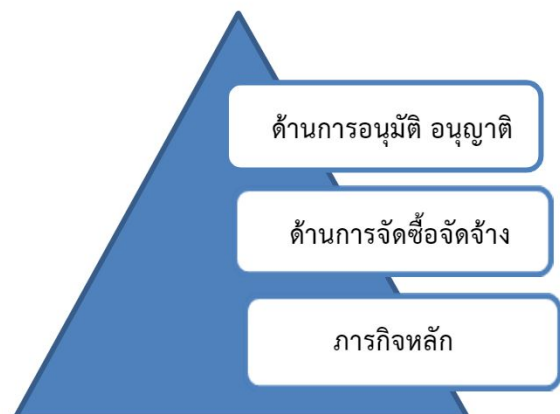 ด้านการอนุมัติ อนุญาติ
ด้านการจัดซื้อจัดจ้าง
ภารกิจหลัก